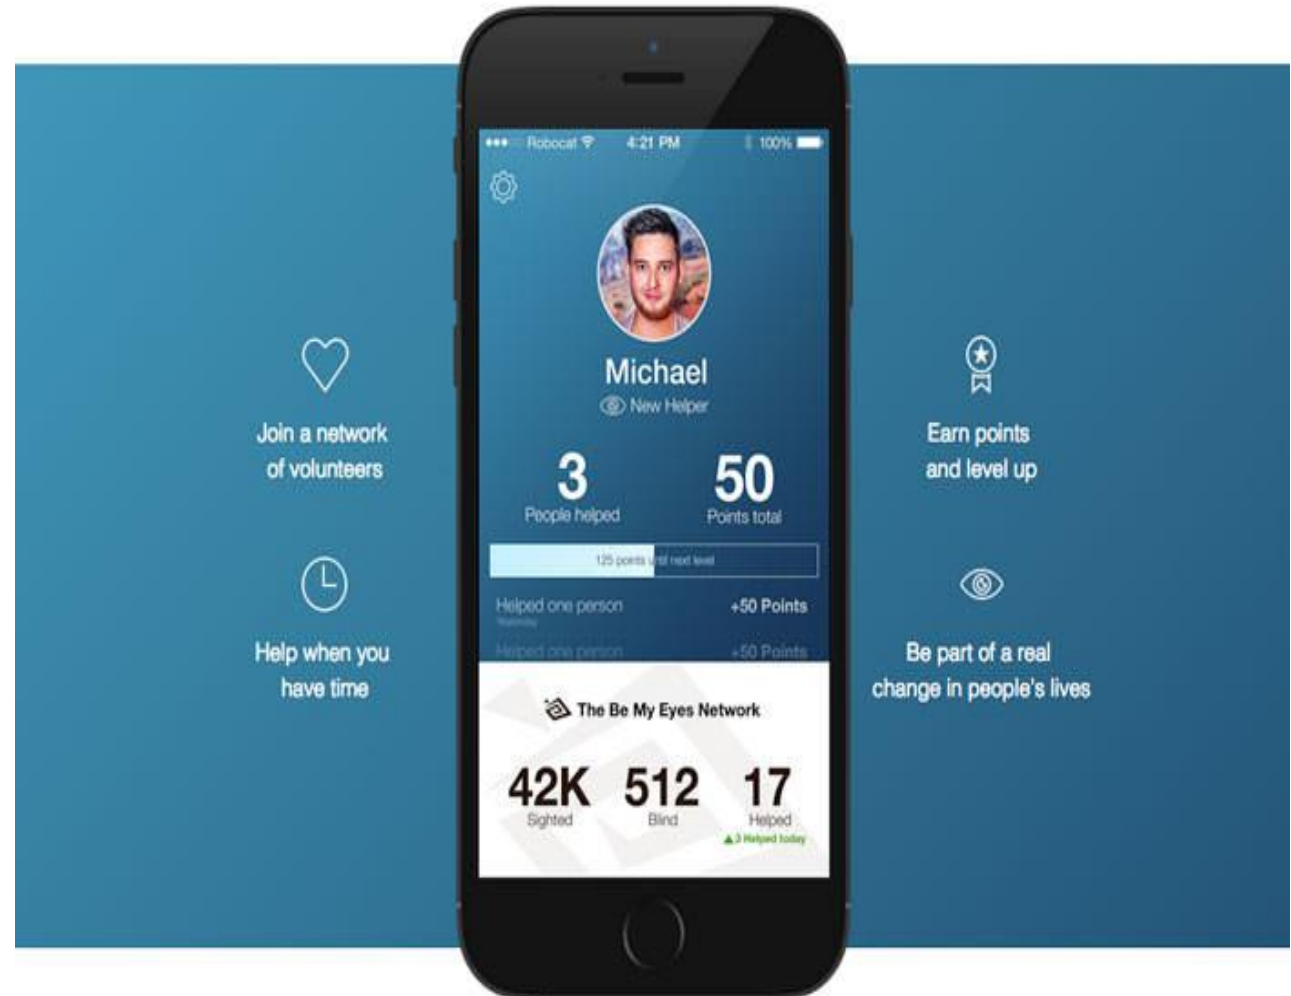 Robocat 4:21 PM 100%
Michael
New Helper
3 50
People helped Points total
125 points until next level
Helped one person +50 Points
Yesterday
Helped one person +50 Points
The Be My Eyes Network
42K 512 17
Sighted Blind Helped
3 Helped today
Join a network
of volunteers
Help when you
have time
Earn points
and level up
Be part of a real
change in people's lives